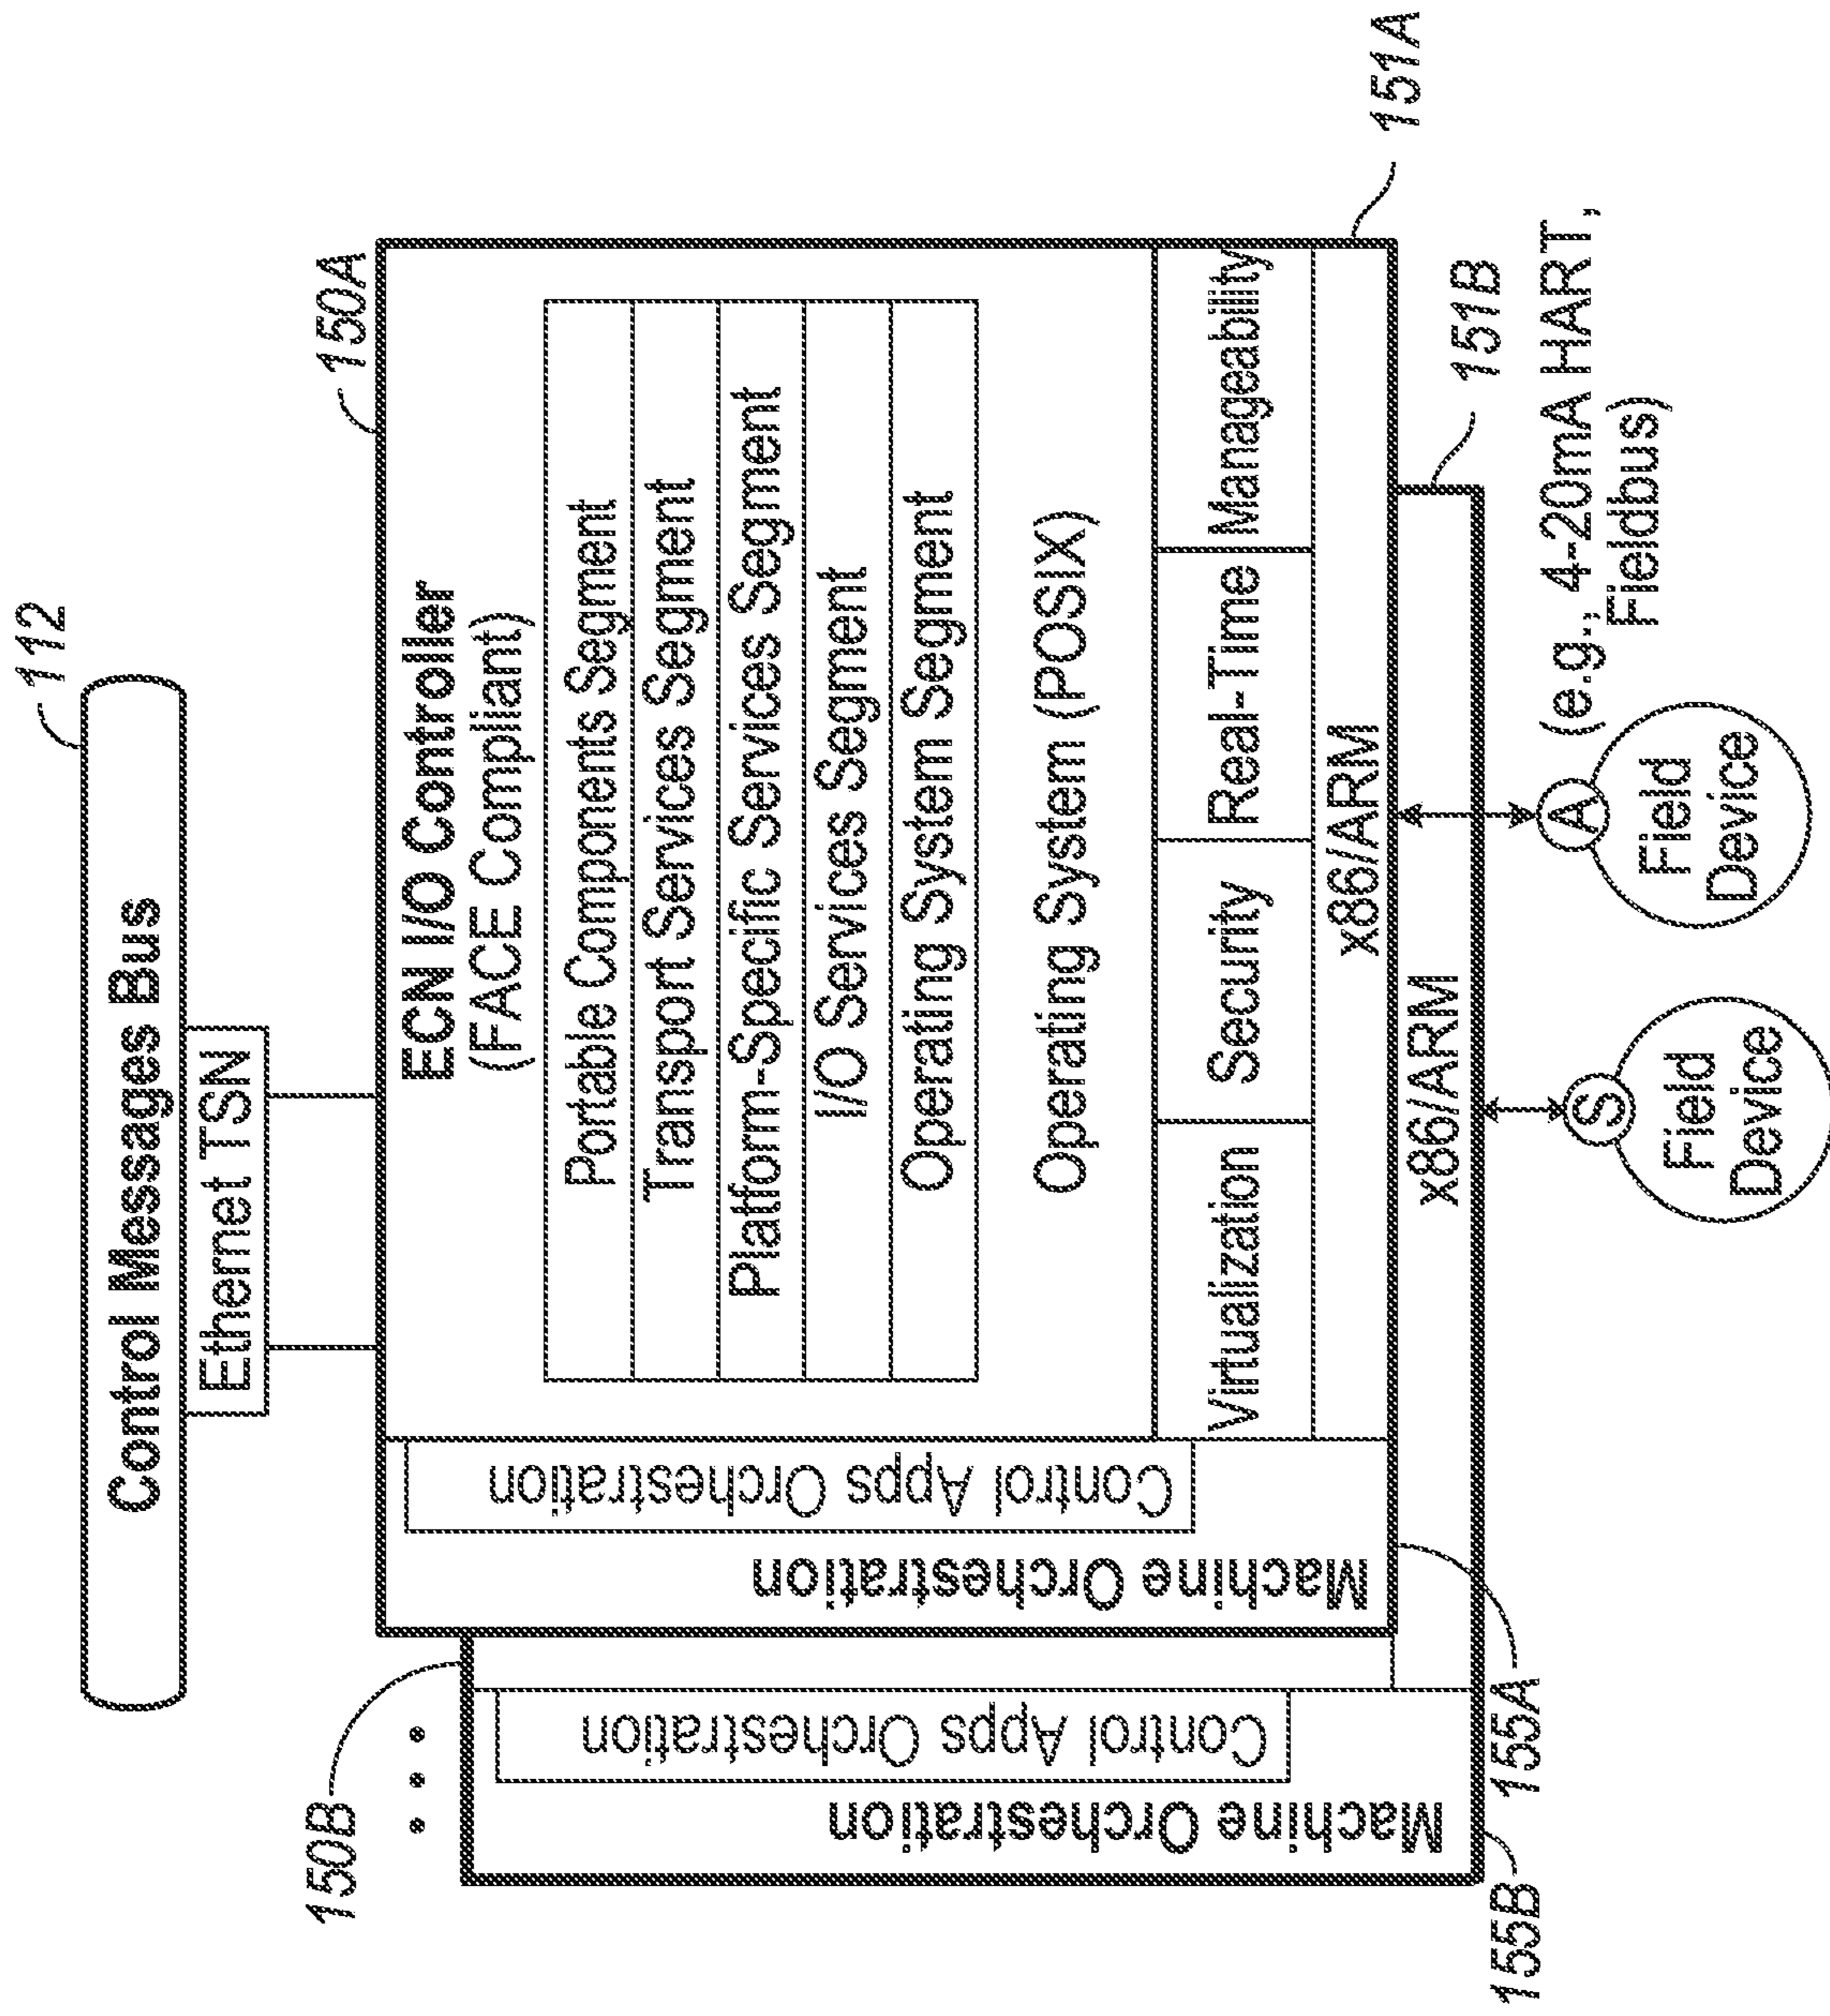 112
Control Messages Bus
Ethernet TSN
150A
150B
ECN I/O Controller
(FACE Compliant)
Portable Components Segment
Transport Services Segment
Platform-Specific Services Segment
I/O Services Segment
Operating System Segment
Operating System (POSIX)
Virtualization
Security
Real-Time
Manageability
x86/ARM
151A
Control Apps Orchestration
Machine Orchestration
Control Apps Orchestration
Machine Orchestration
x86/ARM
151B
155B
155A
S
Field
Device
A
Field
Device
(e.g., 4-20mA HART,
Fieldbus)